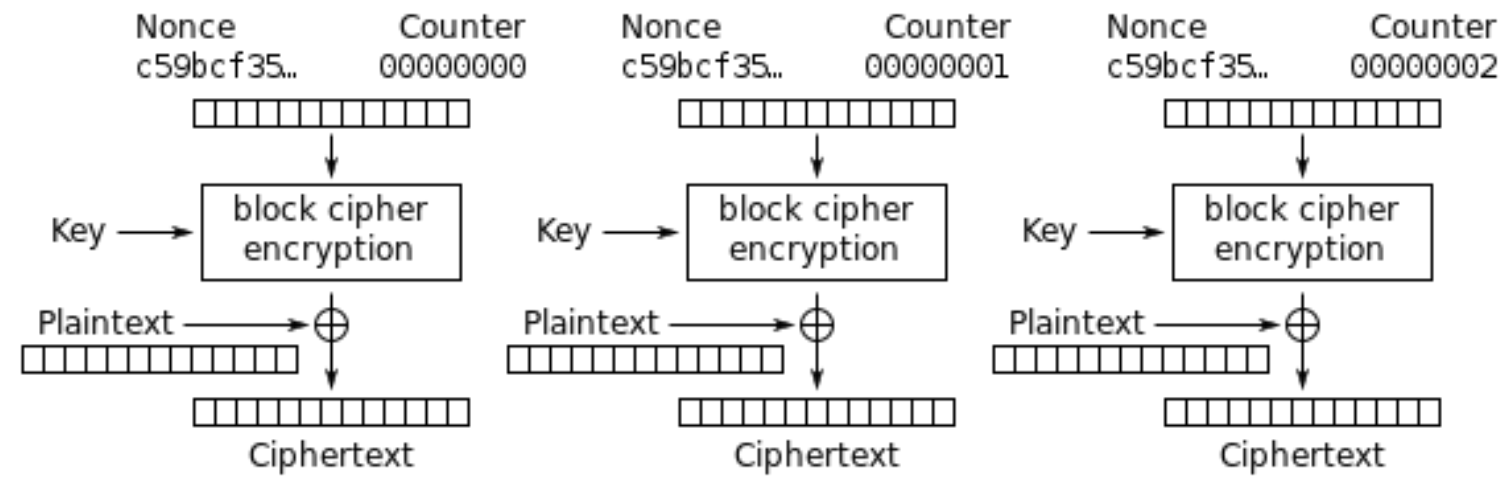 Nonce Counter Nonce Counter Nonce Counter
c59bcf35… 00000000 c59bcf35… 00000001 c59bcf35… 00000002
block cipher block cipher block cipher
Key Key Key
encryption encryption encryption
Plaintext Plaintext Plaintext
Ciphertext Ciphertext Ciphertext